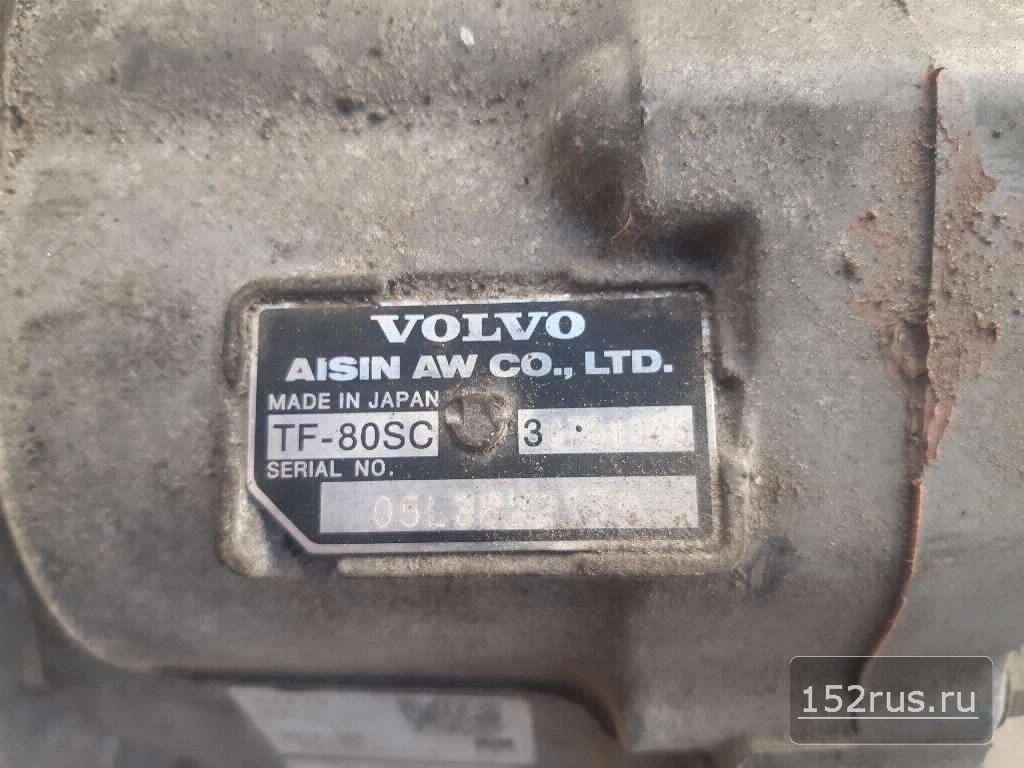 VOLVO
AISIN AW CO., LTD.
MADE IN JAPAN
TF-80SC
SERIAL NO.
152rus.ru